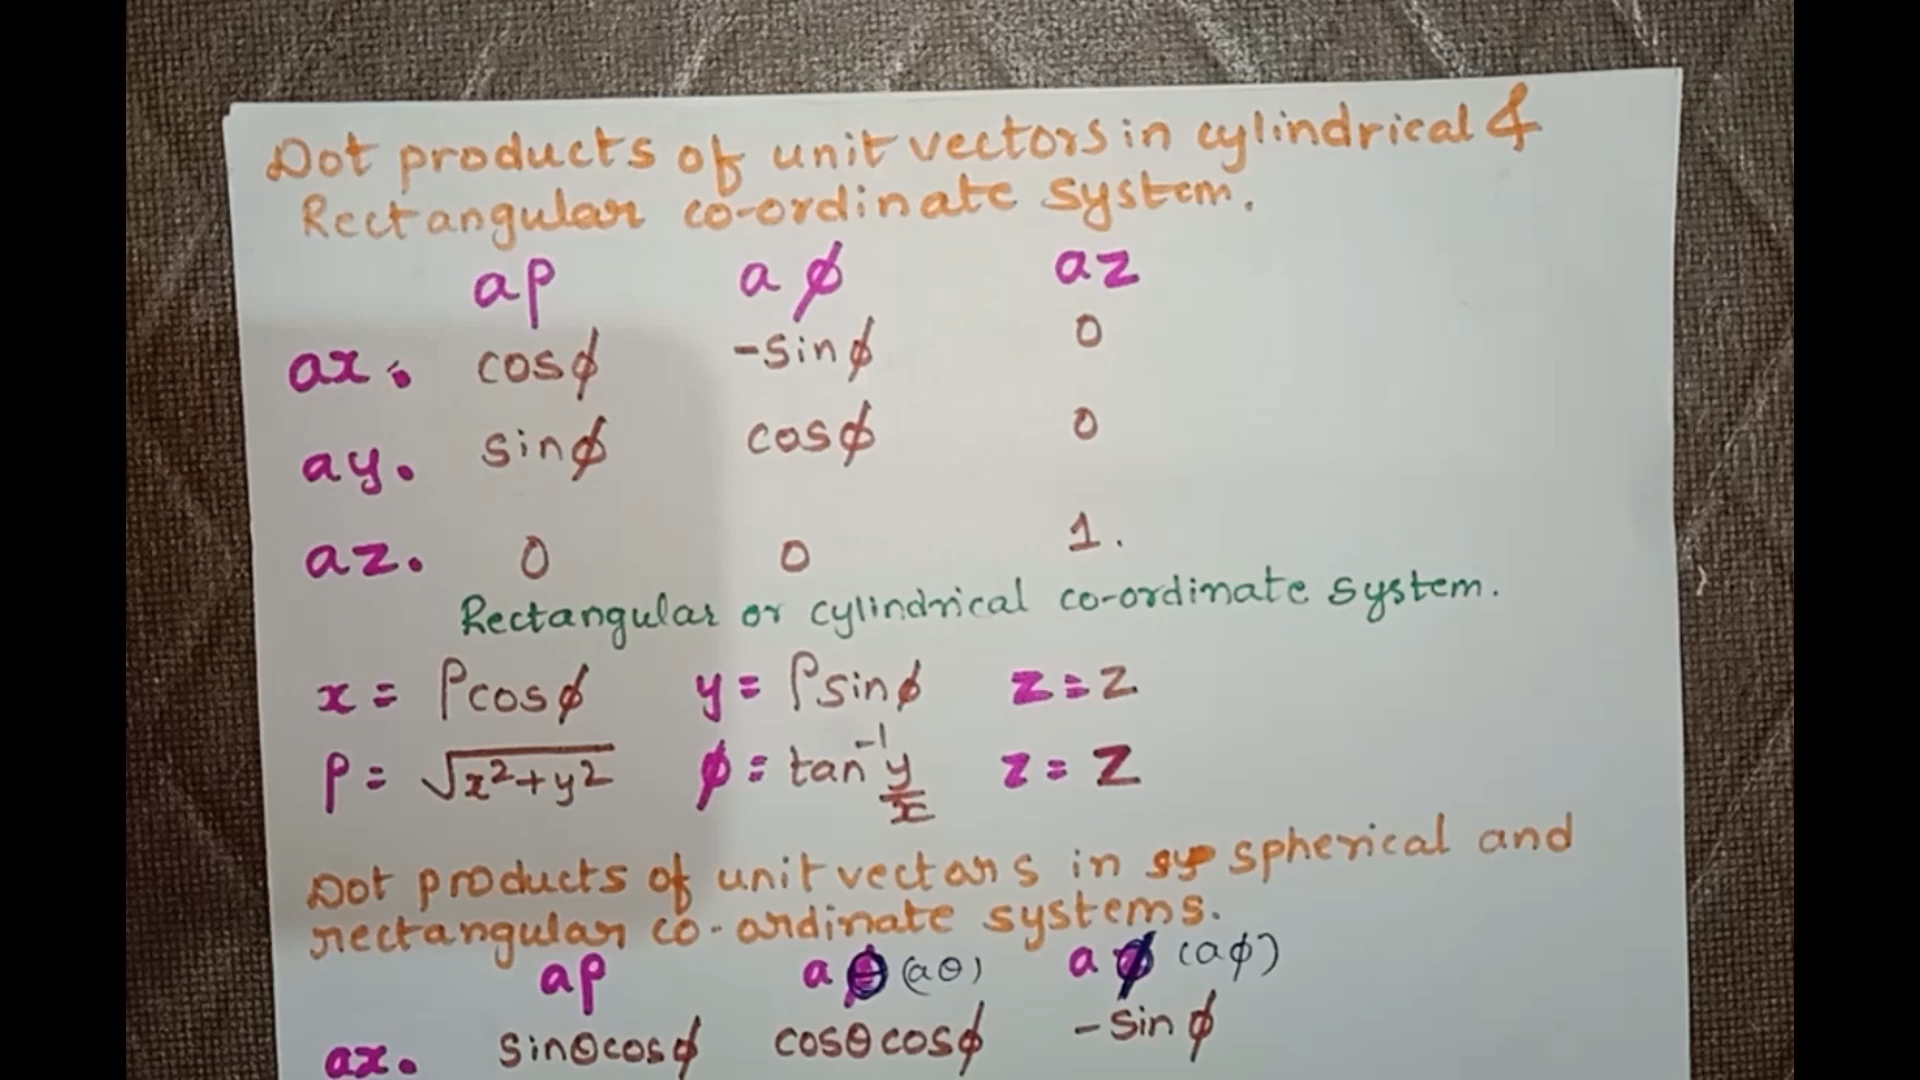 Dot products of unit vectors in cylindrical &
Rectangular co-ordinate system.
aρ aϕ az
ax. cosϕ -sinϕ 0
ay. sinϕ cosϕ 0
az. 0 0 1.
Rectangular or cylindrical co-ordinate system.
x = ρcosϕ y = ρsinϕ z = z
ρ = √x²+y² ϕ = tan⁻¹ y/x z = z
Dot products of unit vectors in spherical and
rectangular co-ordinate systems.
aρ aθ (aθ) aϕ (aϕ)
ax. sinθcosϕ cosθcosϕ -sinϕ